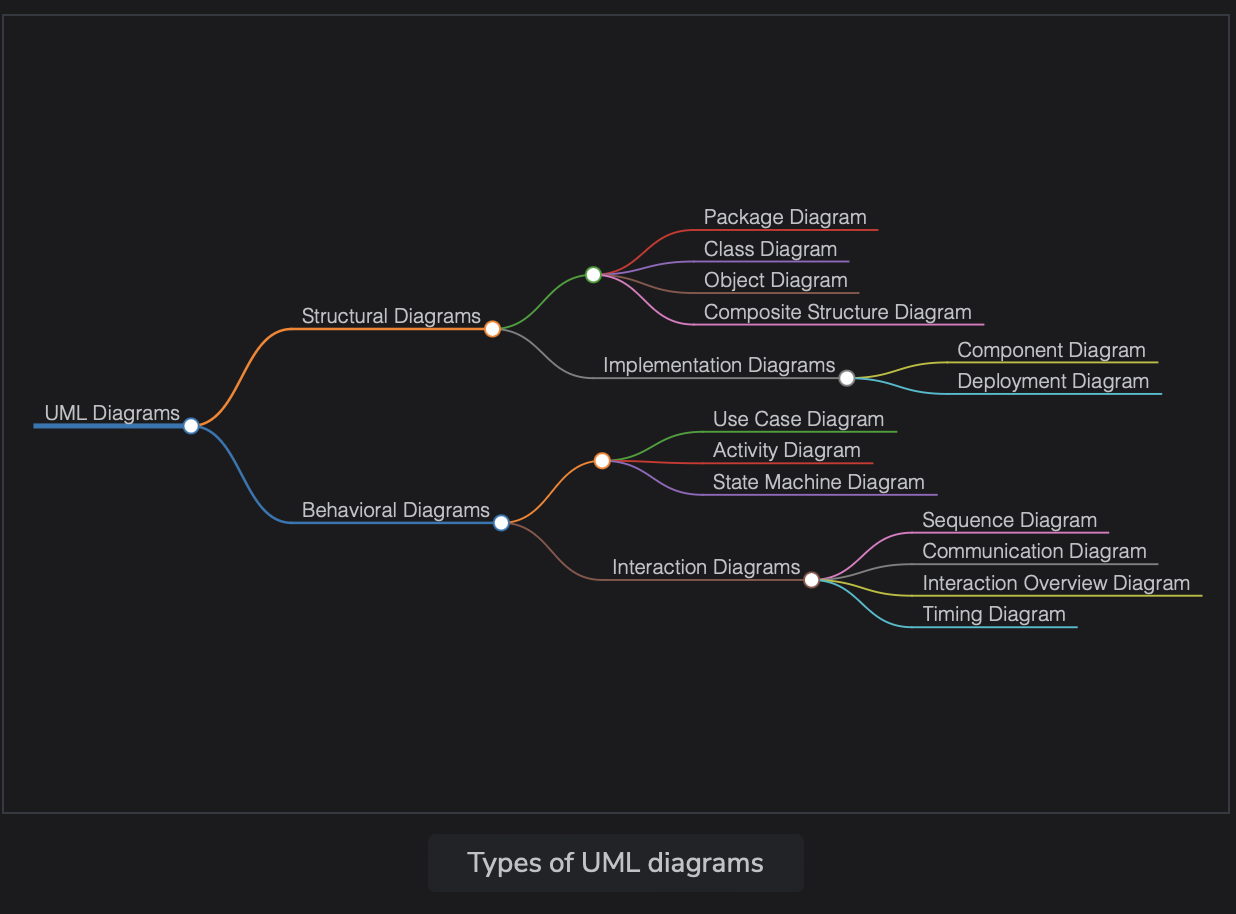 UML Diagrams
Structural Diagrams
Package Diagram
Class Diagram
Object Diagram
Composite Structure Diagram
Implementation Diagrams
Component Diagram
Deployment Diagram
Behavioral Diagrams
Use Case Diagram
Activity Diagram
State Machine Diagram
Interaction Diagrams
Sequence Diagram
Communication Diagram
Interaction Overview Diagram
Timing Diagram
Types of UML diagrams